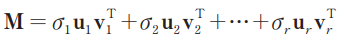 M = σ₁u₁v₁ᵀ + σ₂u₂v₂ᵀ + ⋯ + σᵣuᵣvᵣᵀ